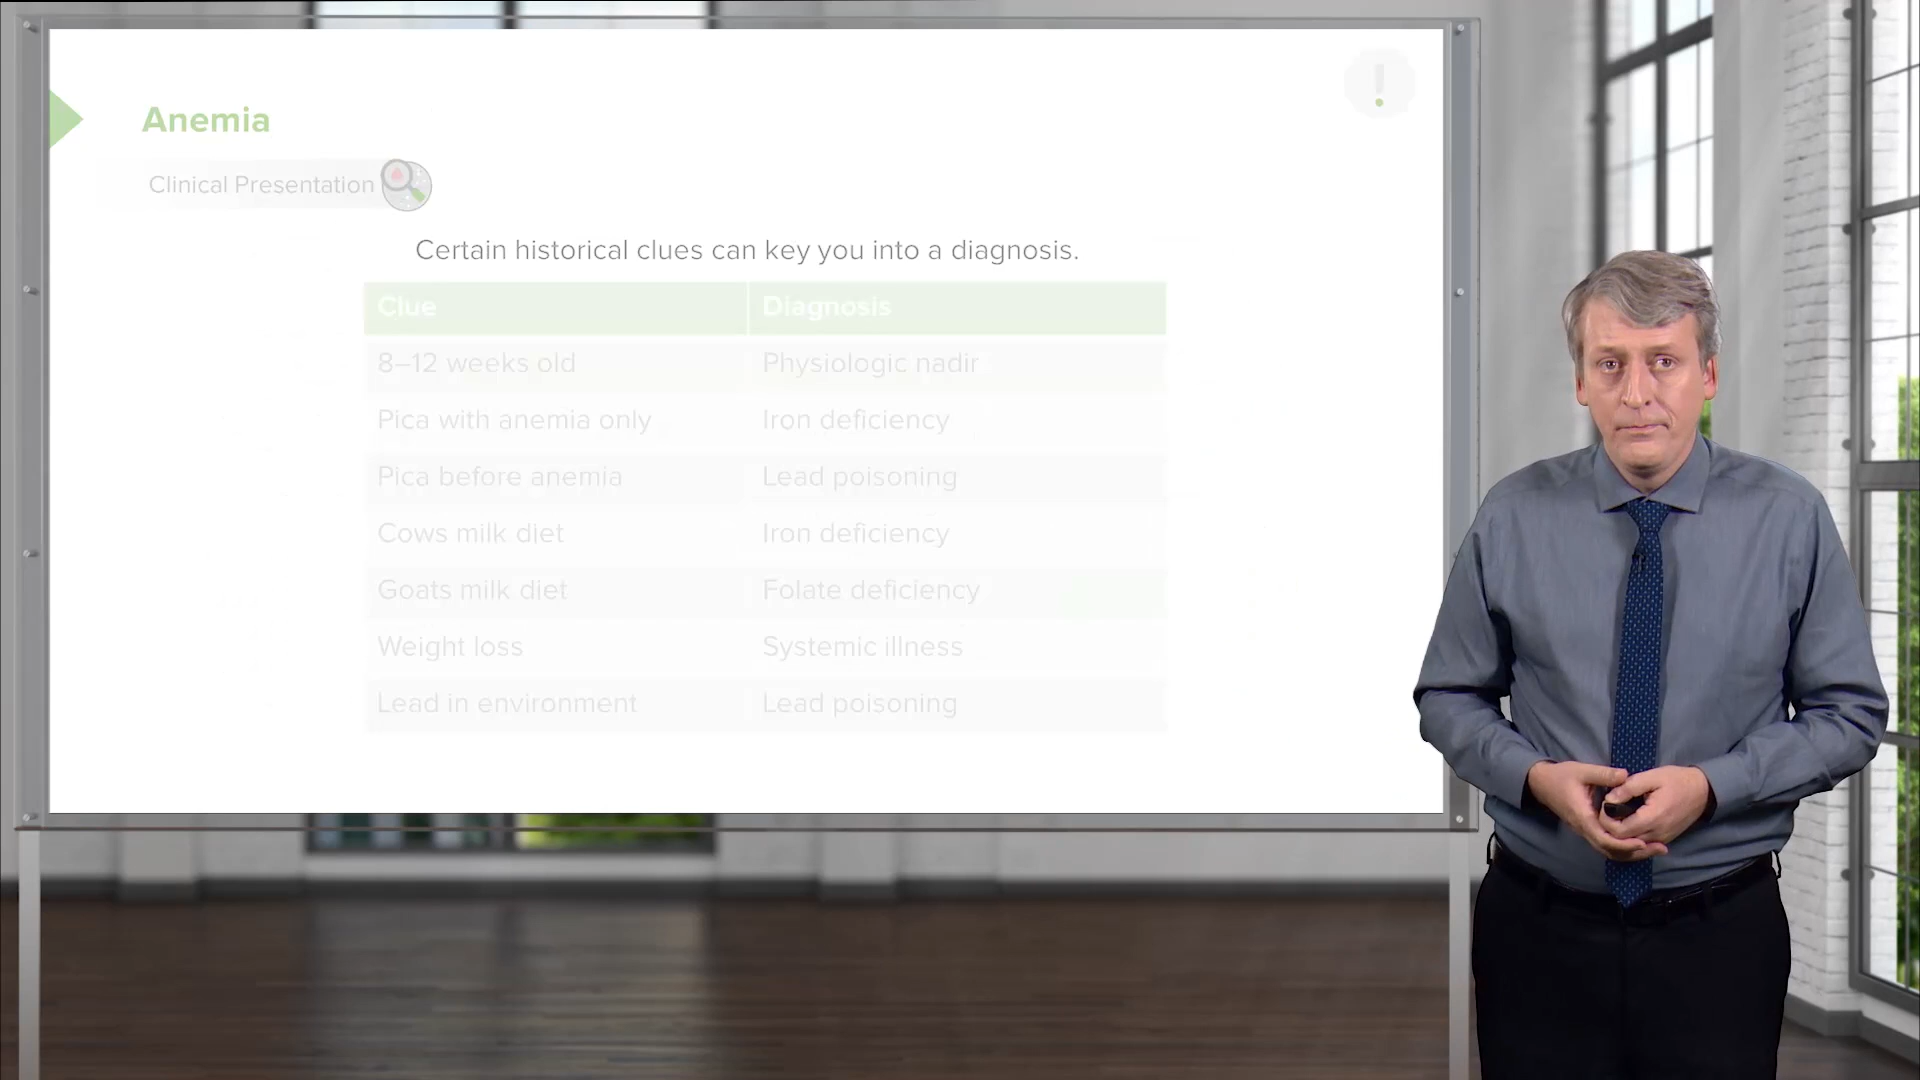 Anemia
Clinical Presentation
Certain historical clues can key you into a diagnosis.
Clue Diagnosis
8–12 weeks old Physiologic nadir
Pica with anemia only Iron deficiency
Pica before anemia Lead poisoning
Cows milk diet Iron deficiency
Goats milk diet Folate deficiency
Weight loss Systemic illness
Lead in environment Lead poisoning